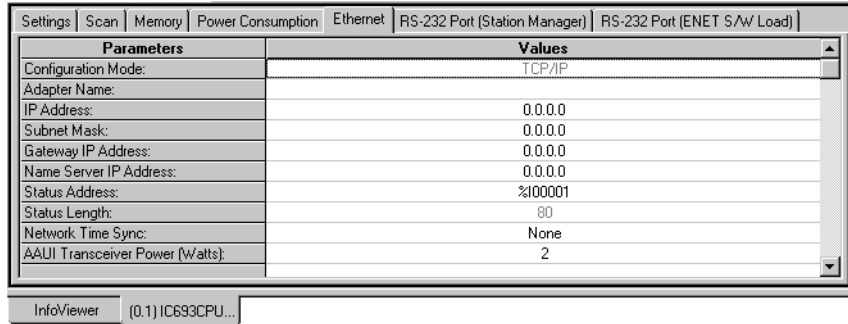 Settings Scan Memory Power Consumption Ethernet RS-232 Port (Station Manager) RS-232 Port (ENET S/W Load)
Parameters Values
Configuration Mode: TCP/IP
Adapter Name:
IP Address: 0.0.0.0
Subnet Mask: 0.0.0.0
Gateway IP Address: 0.0.0.0
Name Server IP Address: 0.0.0.0
Status Address: %I00001
Status Length: 80
Network Time Sync: None
AAUI Transceiver Power (Watts): 2
InfoViewer (0.1) IC693CPU...